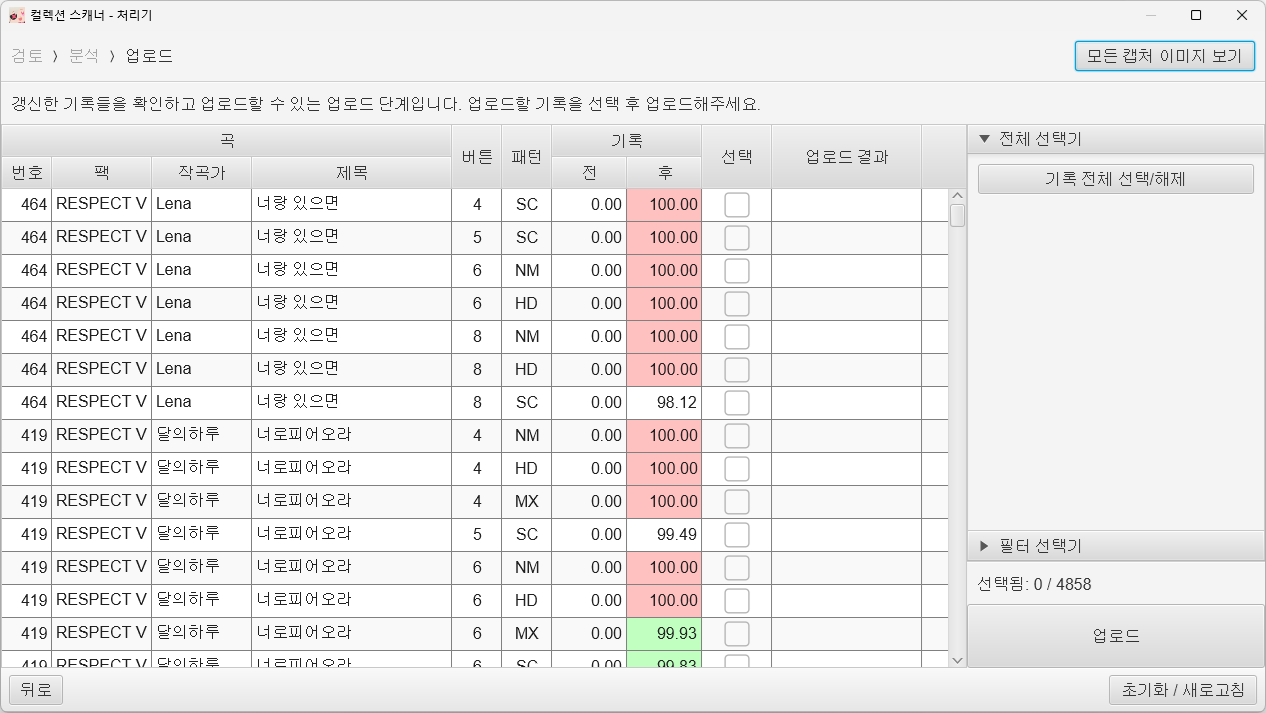 컬렉션 스캐너 - 처리기
검토 > 분석 > 업로드
모든 캡처 이미지 보기
갱신한 기록들을 확인하고 업로드할 수 있는 업로드 단계입니다. 업로드할 기록을 선택 후 업로드해주세요.
곡 버튼 패턴 기록 선택 업로드 결과
번호 팩 작곡가 제목 전 후
464 RESPECT V Lena 너랑 있으면 4 SC 0.00 100.00
464 RESPECT V Lena 너랑 있으면 5 SC 0.00 100.00
464 RESPECT V Lena 너랑 있으면 6 NM 0.00 100.00
464 RESPECT V Lena 너랑 있으면 6 HD 0.00 100.00
464 RESPECT V Lena 너랑 있으면 8 NM 0.00 100.00
464 RESPECT V Lena 너랑 있으면 8 HD 0.00 100.00
464 RESPECT V Lena 너랑 있으면 8 SC 0.00 98.12
419 RESPECT V 달의하루 너로피어오라 4 NM 0.00 100.00
419 RESPECT V 달의하루 너로피어오라 4 HD 0.00 100.00
419 RESPECT V 달의하루 너로피어오라 4 MX 0.00 100.00
419 RESPECT V 달의하루 너로피어오라 5 SC 0.00 99.49
419 RESPECT V 달의하루 너로피어오라 6 NM 0.00 100.00
419 RESPECT V 달의하루 너로피어오라 6 HD 0.00 100.00
419 RESPECT V 달의하루 너로피어오라 6 MX 0.00 99.93
419 RESPECT V 달의하루 너로피어오라 6 SC 0.00 99.83
전체 선택기
기록 전체 선택/해제
필터 선택기
선택됨: 0 / 4858
업로드
뒤로
초기화 / 새로고침